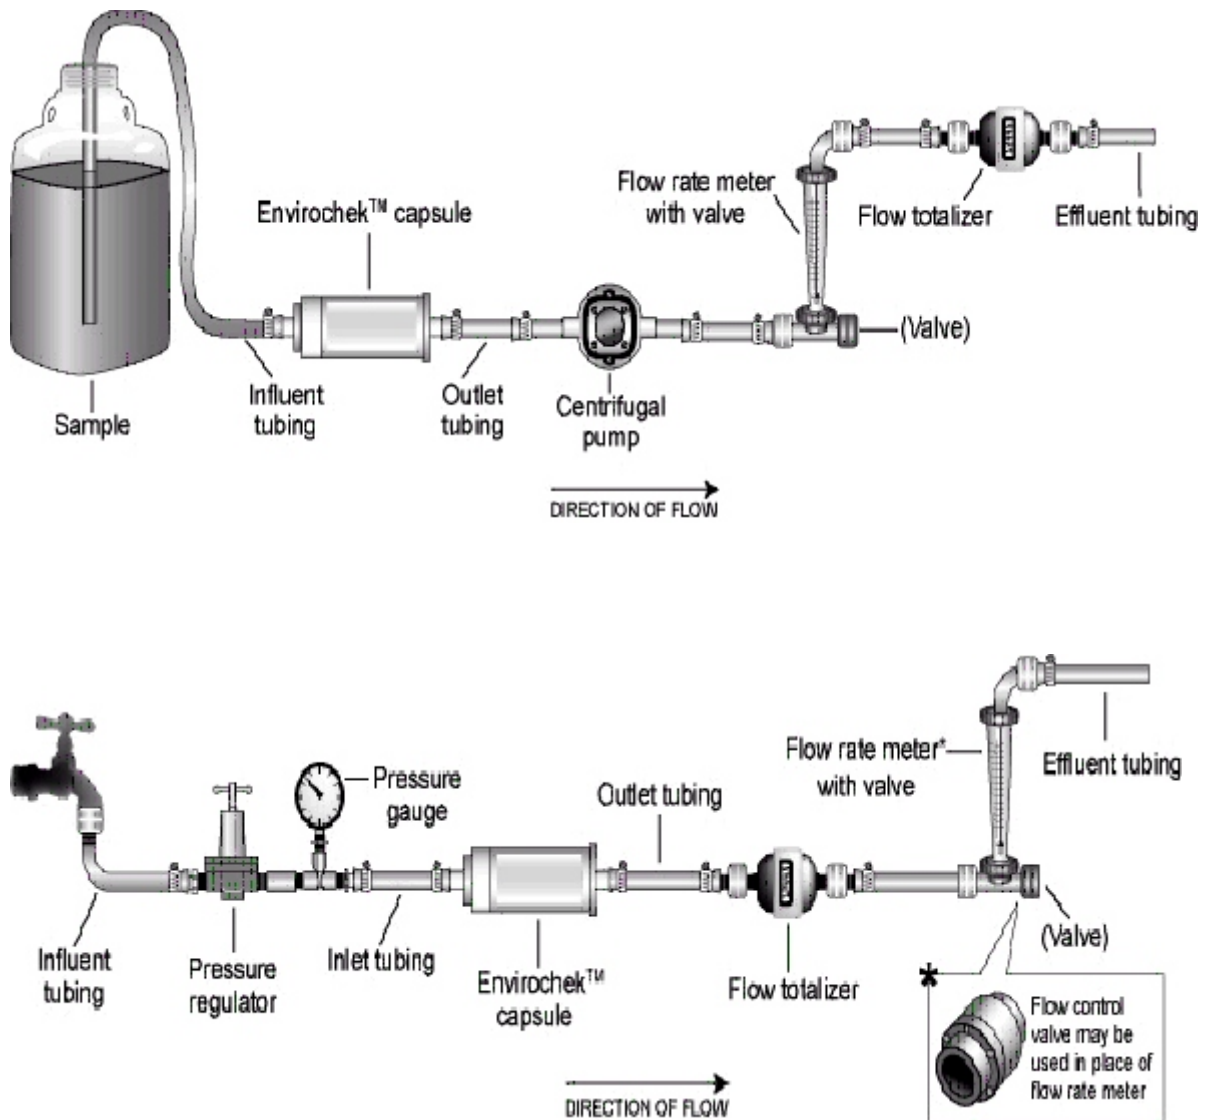 Envirochek™ capsule
Flow rate meter
with valve
Flow totalizer
Effluent tubing
(Valve)
Sample
Influent
tubing
Outlet
tubing
Centrifugal
pump
DIRECTION OF FLOW
Pressure
gauge
Outlet tubing
Flow rate meter*
with valve
Effluent tubing
Influent
tubing
Pressure
regulator
Inlet tubing
Envirochek™
capsule
Flow totalizer
(Valve)
*
Flow control
valve may be
used in place of
flow rate meter
DIRECTION OF FLOW